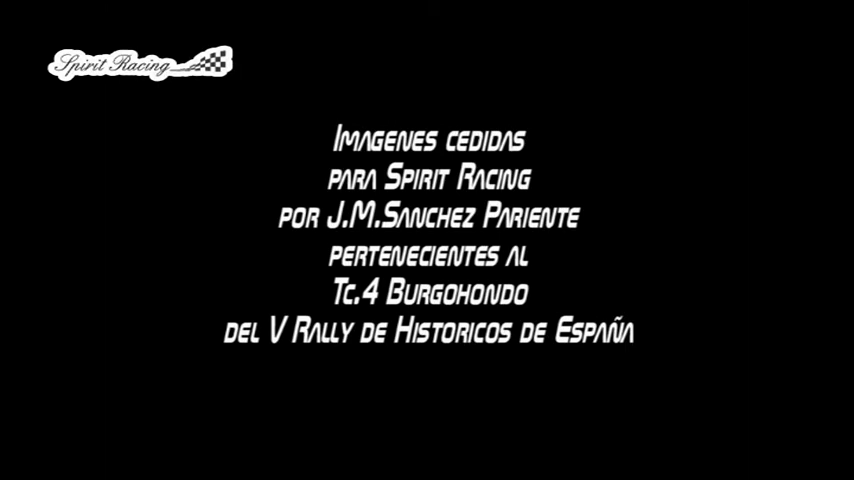 Spirit Racing
Imagenes cedidas
para Spirit Racing
por J.M.Sanchez Pariente
pertenecientes al
Tc.4 Burgohondo
del V Rally de Historicos de España